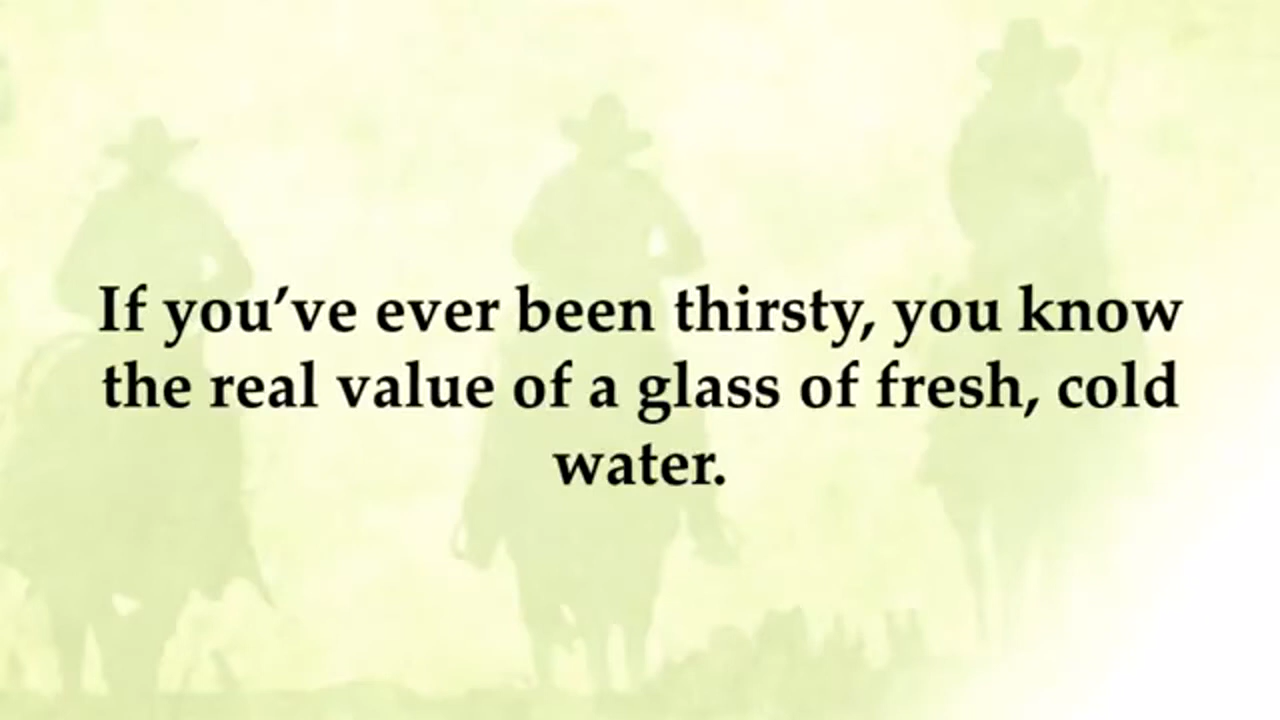 If you’ve ever been thirsty, you know
the real value of a glass of fresh, cold
water.